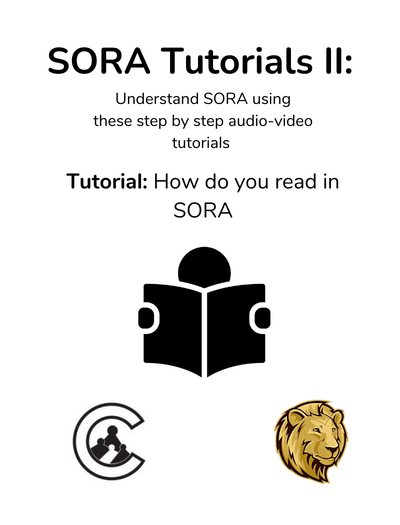 SORA Tutorials II:
Understand SORA using
these step by step audio-video
tutorials
Tutorial: How do you read in
SORA